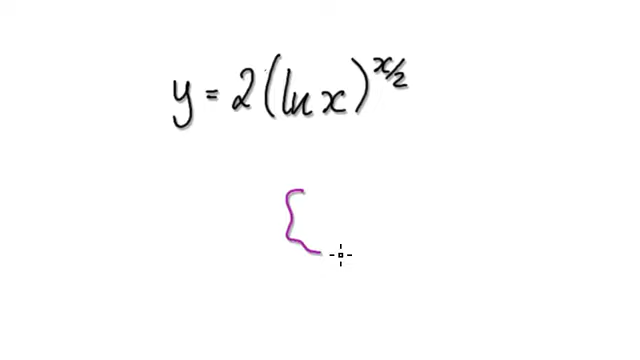 y = 2(ln x)^{x/2}